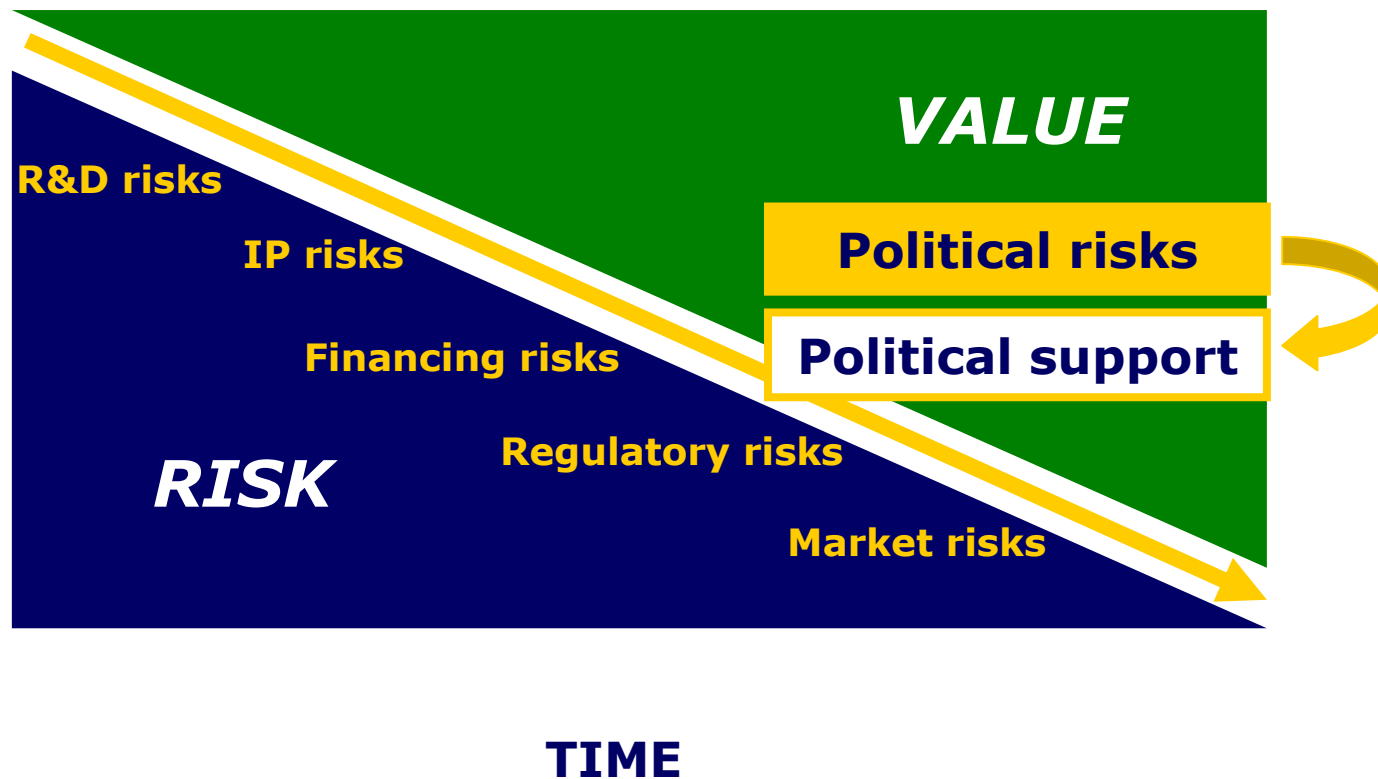 VALUE
R&D risks
Political risks
IP risks
Political support
Financing risks
Regulatory risks
RISK
Market risks
TIME